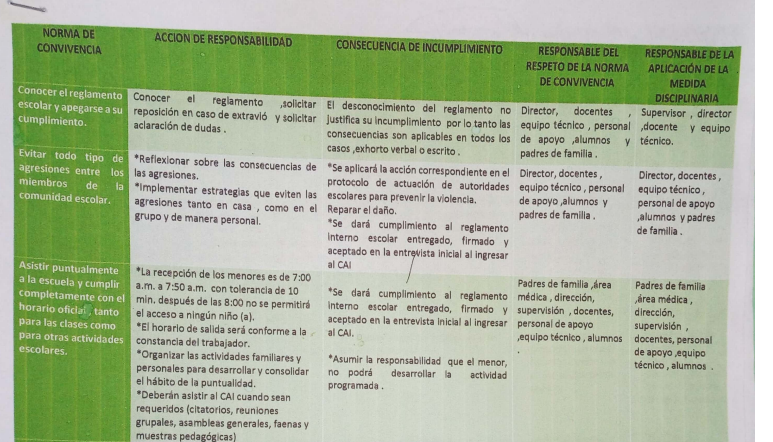 NORMA DE
CONVIVENCIA
ACCION DE RESPONSABILIDAD
CONSECUENCIA DE INCUMPLIMIENTO
RESPONSABLE DEL
RESPETO DE LA NORMA
DE CONVIVENCIA
RESPONSABLE DE LA
APLICACIÓN DE LA
MEDIDA
DISCIPLINARIA
Conocer el reglamento
escolar y apegarse a su
cumplimiento.
Conocer el reglamento ,solicitar
reposición en caso de extravió y solicitar
aclaración de dudas .
El desconocimiento del reglamento no
justifica su incumplimiento por lo tanto las
consecuencias son aplicables en todos los
casos ,exhorto verbal o escrito .
Director, docentes ,
equipo técnico , personal
de apoyo ,alumnos y
padres de familia .
Supervisor , director
,docente y equipo
técnico.
Evitar todo tipo de
agresiones entre los
miembros de la
comunidad escolar.
*Reflexionar sobre las consecuencias de
las agresiones.
*Implementar estrategias que eviten las
agresiones tanto en casa , como en el
grupo y de manera personal.
*Se aplicará la acción correspondiente en el
protocolo de actuación de autoridades
escolares para prevenir la violencia.
Reparar el daño.
*Se dará cumplimiento al reglamento
interno escolar entregado, firmado y
aceptado en la entrevista inicial al ingresar
al CAI
Director, docentes ,
equipo técnico , personal
de apoyo ,alumnos y
padres de familia .
Director, docentes ,
equipo técnico ,
personal de apoyo
,alumnos y padres
de familia .
Asistir puntualmente
a la escuela y cumplir
completamente con el
horario oficial, tanto
para las clases como
para otras actividades
escolares.
*La recepción de los menores es de 7:00
a.m. a 7:50 a.m. con tolerancia de 10
min. después de las 8:00 no se permitirá
el acceso a ningún niño (a).
*El horario de salida será conforme a la
constancia del trabajador.
*Organizar las actividades familiares y
personales para desarrollar y consolidar
el hábito de la puntualidad.
*Deberán asistir al CAI cuando sean
requeridos (citatorios, reuniones
grupales, asambleas generales, faenas y
muestras pedagógicas)
*Se dará cumplimiento al reglamento
interno escolar entregado, firmado y
aceptado en la entrevista inicial al ingresar
al CAI.
*Asumir la responsabilidad que el menor,
no podrá desarrollar la actividad
programada .
Padres de familia ,área
médica , dirección,
supervisión , docentes,
personal de apoyo
,equipo técnico , alumnos
.
Padres de familia
,área médica ,
dirección,
supervisión ,
docentes, personal
de apoyo ,equipo
técnico , alumnos .